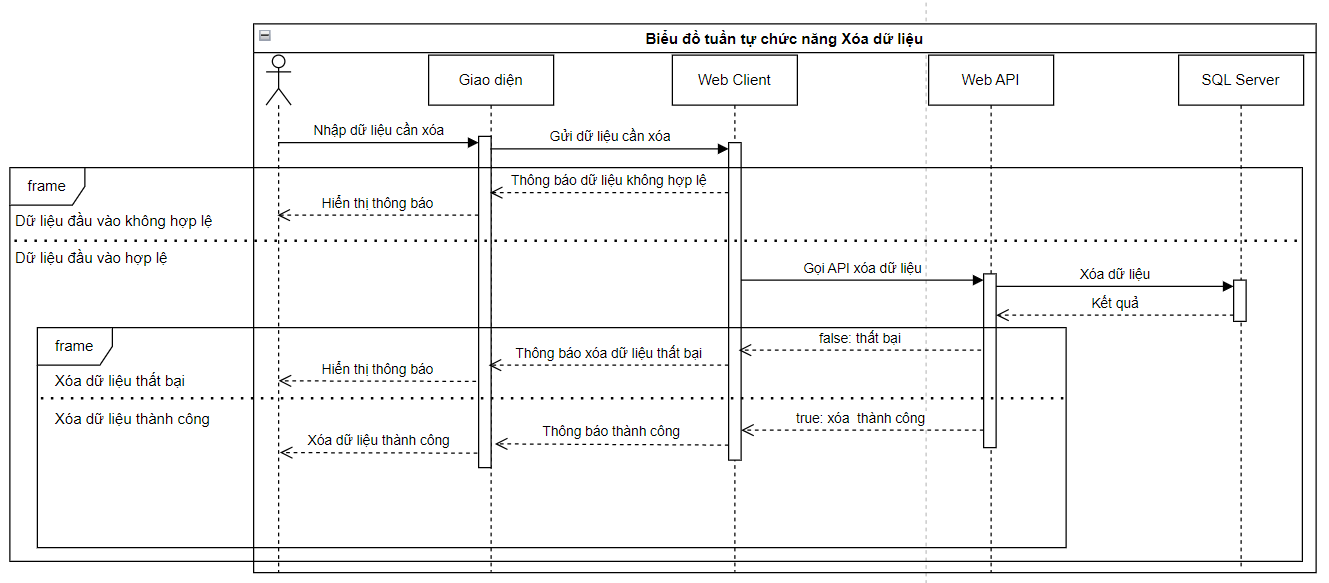 Biểu đồ tuần tự chức năng Xóa dữ liệu
Giao diện
Web Client
Web API
SQL Server
Nhập dữ liệu cần xóa
Gửi dữ liệu cần xóa
frame
Thông báo dữ liệu không hợp lệ
Hiển thị thông báo
Dữ liệu đầu vào không hợp lệ
Dữ liệu đầu vào hợp lệ
Gọi API xóa dữ liệu
Xóa dữ liệu
Kết quả
frame
false: thất bại
Thông báo xóa dữ liệu thất bại
Hiển thị thông báo
Xóa dữ liệu thất bại
Xóa dữ liệu thành công
true: xóa  thành công
Thông báo thành công
Xóa dữ liệu thành công